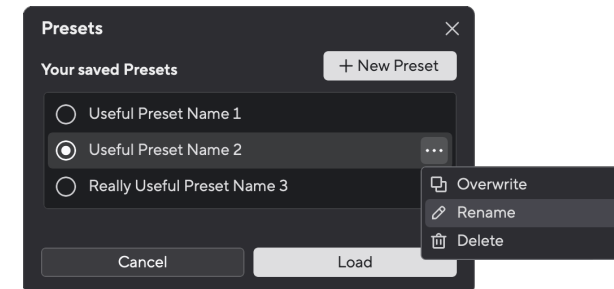 Presets
Your saved Presets
+ New Preset
Useful Preset Name 1
Useful Preset Name 2
Really Useful Preset Name 3
Overwrite
Rename
Delete
Cancel
Load